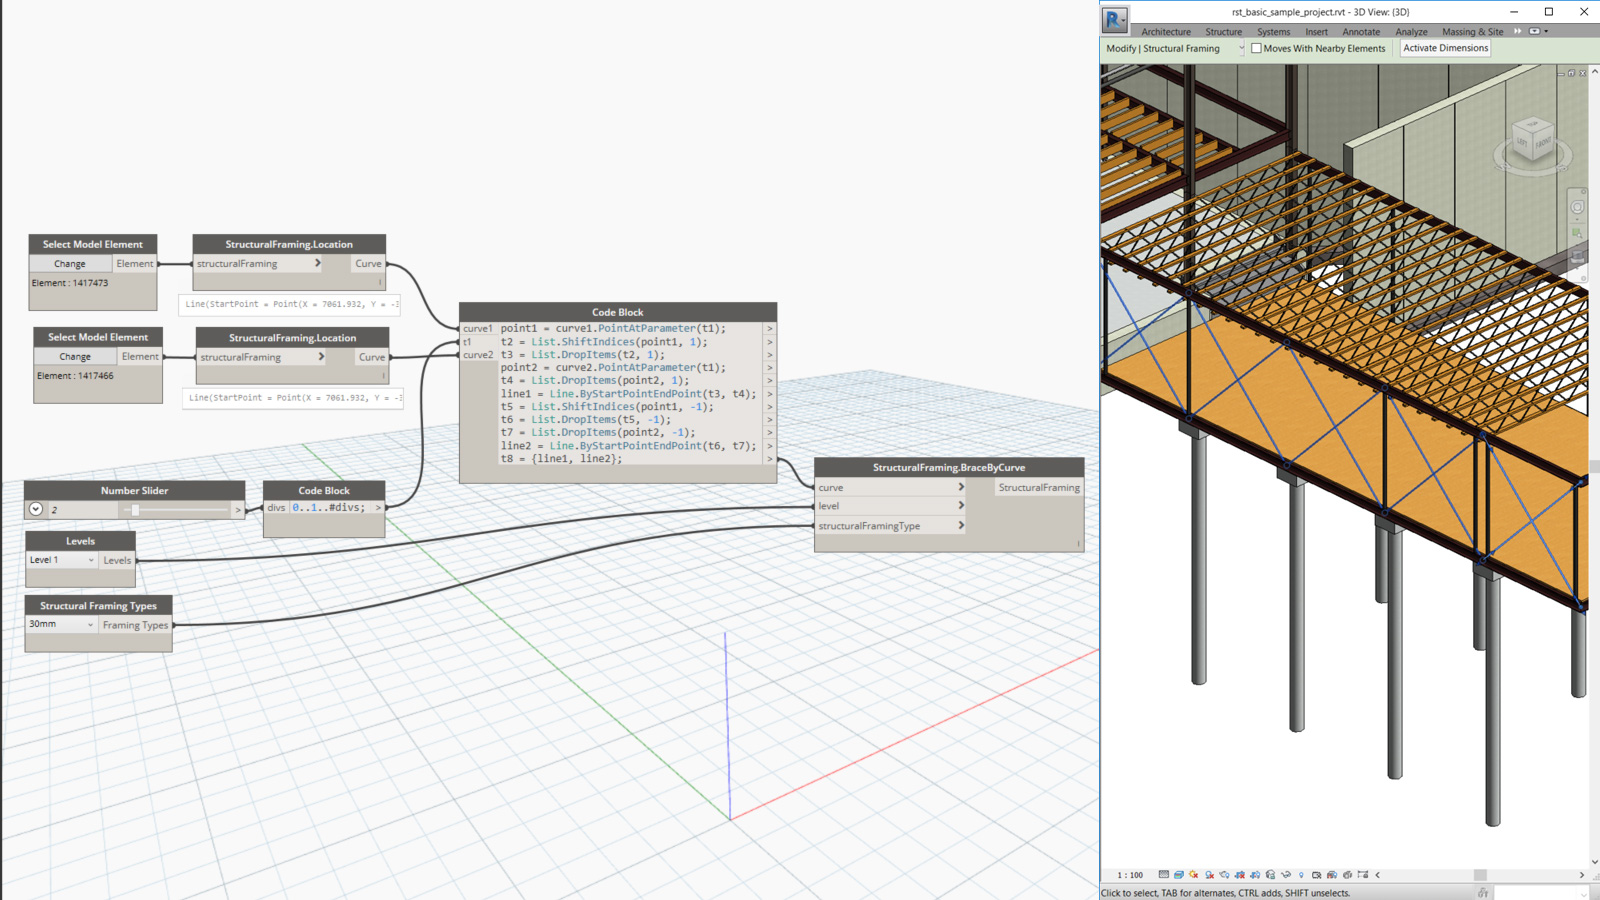 Select Model Element
Change
Element
Element : 1417473
StructuralFraming.Location
structuralFraming >
Curve
Line(StartPoint = Point(X = 7061.932, Y = -3
Select Model Element
Change
Element
Element : 1417466
StructuralFraming.Location
structuralFraming >
Curve
Line(StartPoint = Point(X = 7061.932, Y = -3
Number Slider
2 >
Code Block
divs 0..1..#divs; >
Levels
Level 1
Levels
Structural Framing Types
30mm
Framing Types
Code Block
curve1 point1 = curve1.PointAtParameter(t1); >
t1 t2 = List.ShiftIndices(point1, 1); >
curve2 t3 = List.DropItems(t2, 1); >
point2 = curve2.PointAtParameter(t1); >
t4 = List.DropItems(point2, 1); >
line1 = Line.ByStartPointEndPoint(t3, t4); >
t5 = List.ShiftIndices(point1, -1); >
t6 = List.DropItems(t5, -1); >
t7 = List.DropItems(point2, -1); >
line2 = Line.ByStartPointEndPoint(t6, t7); >
t8 = {line1, line2}; >
StructuralFraming.BraceByCurve
curve >
StructuralFraming
level >
structuralFramingType >
rst_basic_sample_project.rvt - 3D View: {3D}
R
Architecture Structure Systems Insert Annotate Analyze Massing & Site
Modify | Structural Framing
Moves With Nearby Elements
Activate Dimensions
TOP
LEFT
FRONT
1 : 100
Click to select, TAB for alternates, CTRL adds, SHIFT unselects.